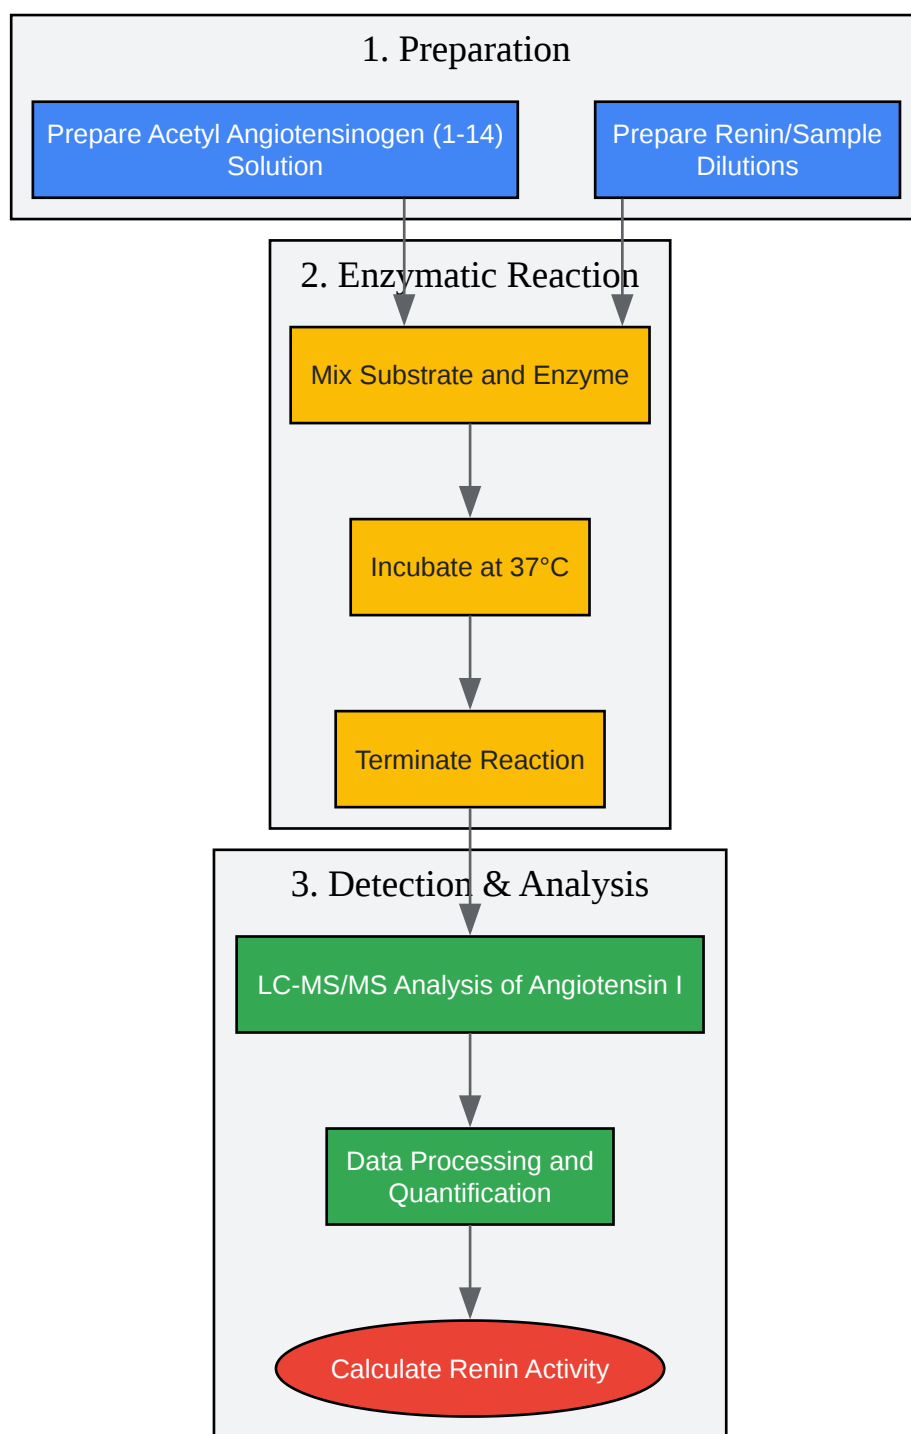 1. Preparation
Prepare Acetyl Angiotensinogen (1-14)
Solution
Prepare Renin/Sample
Dilutions
2. Enzymatic Reaction
Mix Substrate and Enzyme
Incubate at 37°C
Terminate Reaction
3. Detection & Analysis
LC-MS/MS Analysis of Angiotensin I
Data Processing and
Quantification
Calculate Renin Activity